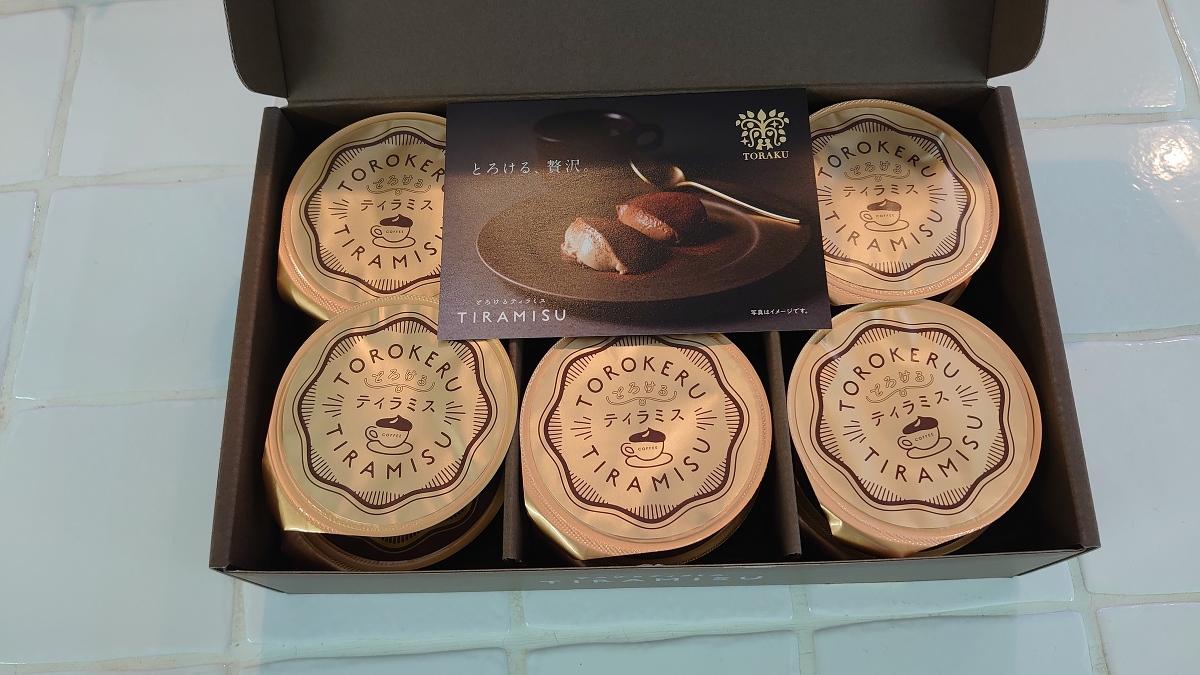 TOROKERU
とろける
ティラミス
COFFEE
TIRAMISU
とろける、贅沢。
TORAKU
とろけるティラミス
TIRAMISU
写真はイメージです。
TOROKERU
とろける
ティラミス
COFFEE
TIRAMISU
TOROKERU
とろける
ティラミス
COFFEE
TIRAMISU
TOROKERU
とろける
ティラミス
COFFEE
TIRAMISU
TOROKERU
とろける
ティラミス
COFFEE
TIRAMISU
TIRAMISU